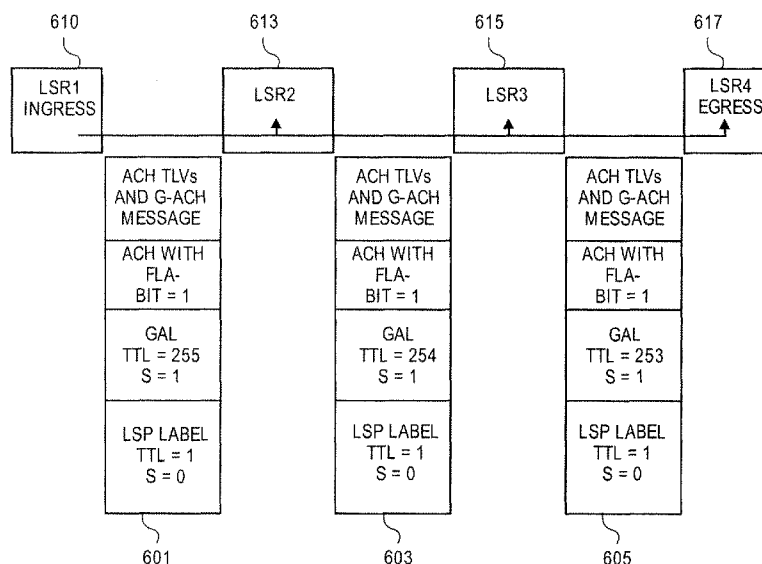 610
613
615
617
LSR1
INGRESS
LSR2
LSR3
LSR4
EGRESS
ACH TLVs
AND G-ACH
MESSAGE
ACH WITH
FLA-
BIT = 1
GAL
TTL = 255
S = 1
LSP LABEL
TTL = 1
S = 0
601
ACH TLVs
AND G-ACH
MESSAGE
ACH WITH
FLA-
BIT = 1
GAL
TTL = 254
S = 1
LSP LABEL
TTL = 1
S = 0
603
ACH TLVs
AND G-ACH
MESSAGE
ACH WITH
FLA-
BIT = 1
GAL
TTL = 253
S = 1
LSP LABEL
TTL = 1
S = 0
605